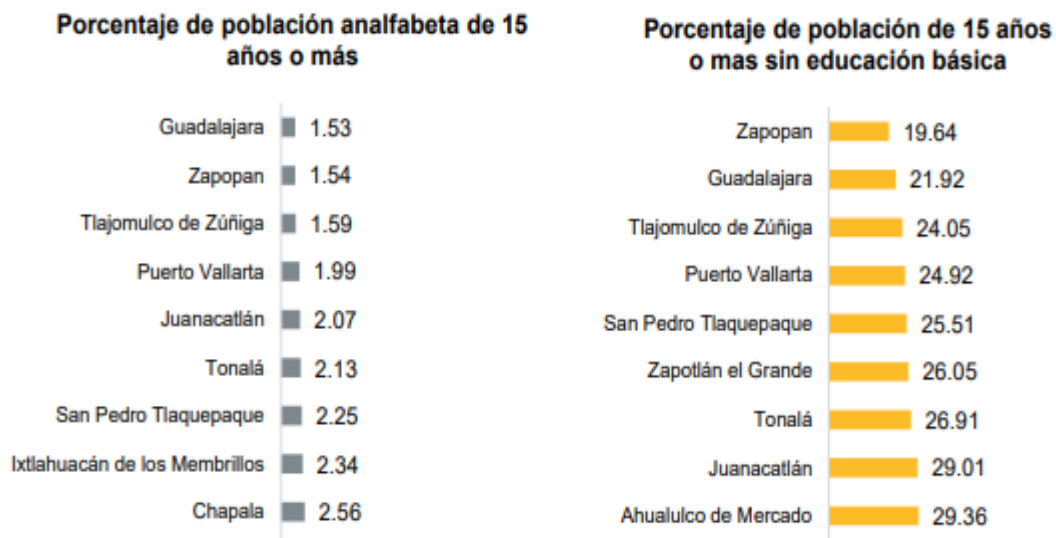 Porcentaje de población analfabeta de 15
años o más
Guadalajara 1.53
Zapopan 1.54
Tlajomulco de Zúñiga 1.59
Puerto Vallarta 1.99
Juanacatlán 2.07
Tonalá 2.13
San Pedro Tlaquepaque 2.25
Ixtlahuacán de los Membrillos 2.34
Chapala 2.56
Porcentaje de población de 15 años
o mas sin educación básica
Zapopan 19.64
Guadalajara 21.92
Tlajomulco de Zúñiga 24.05
Puerto Vallarta 24.92
San Pedro Tlaquepaque 25.51
Zapotlán el Grande 26.05
Tonalá 26.91
Juanacatlán 29.01
Ahualulco de Mercado 29.36